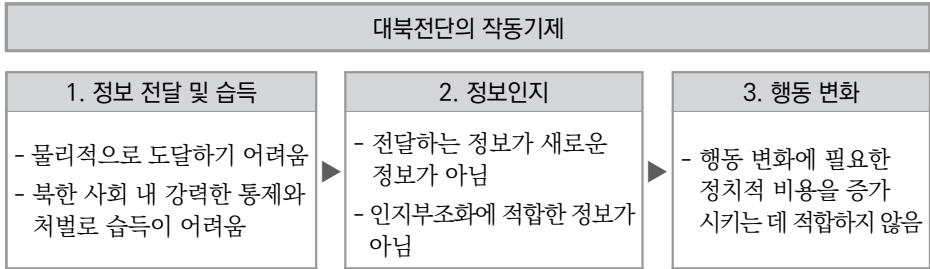 대북전단의 작동기제
1. 정보 전달 및 습득
- 물리적으로 도달하기 어려움
- 북한 사회 내 강력한 통제와
처벌로 습득이 어려움
2. 정보인지
- 전달하는 정보가 새로운
정보가 아님
- 인지부조화에 적합한 정보가
아님
3. 행동 변화
- 행동 변화에 필요한
정치적 비용을 증가
시키는 데 적합하지 않음